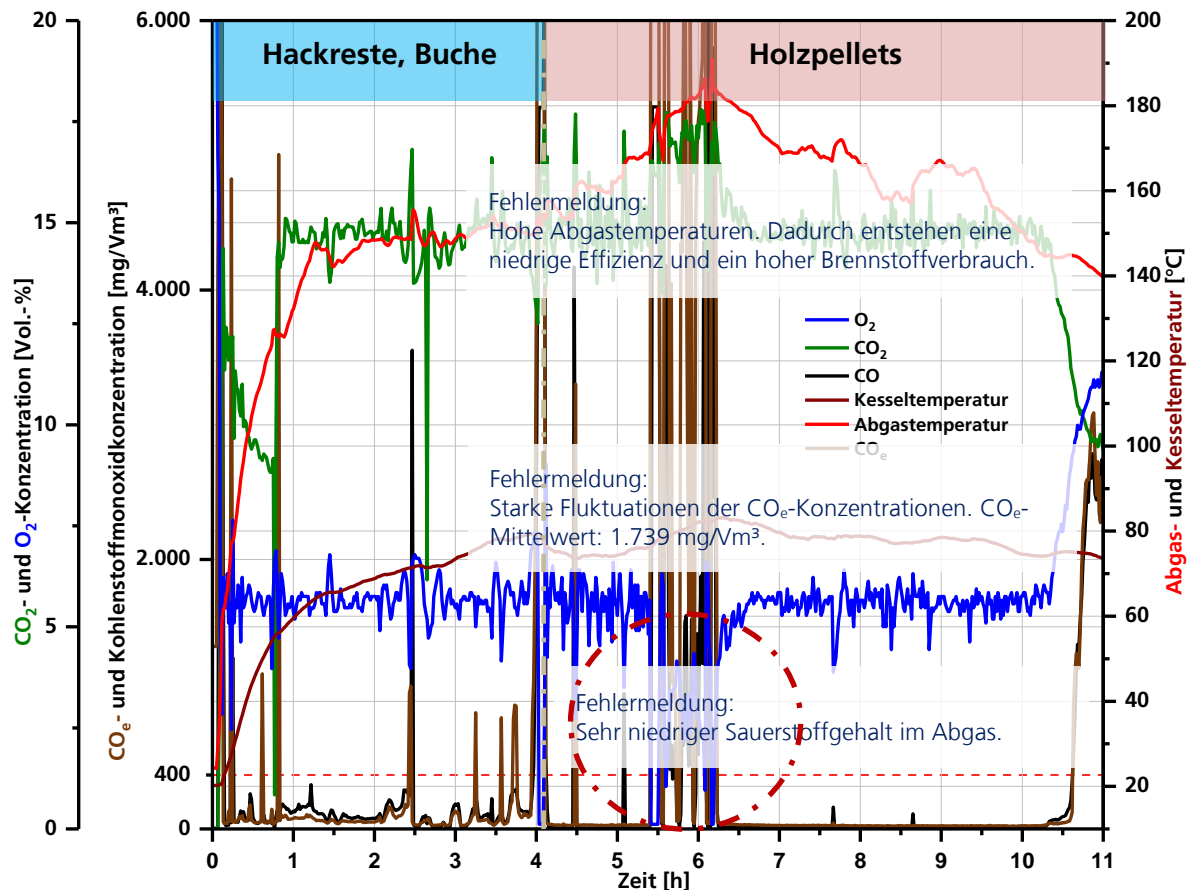 Hackreste, Buche
Holzpellets
Fehlermeldung:
Hohe Abgastemperaturen. Dadurch entstehen eine
niedrige Effizienz und ein hoher Brennstoffverbrauch.
O₂
CO₂
CO
Kesseltemperatur
Abgastemperatur
COₑ
Fehlermeldung:
Starke Fluktuationen der COₑ-Konzentrationen. COₑ-
Mittelwert: 1.739 mg/Vm³.
Fehlermeldung:
Sehr niedriger Sauerstoffgehalt im Abgas.
CO₂- und O₂-Konzentration [Vol.-%]
20
15
10
5
0
COₑ- und Kohlenstoffmonoxidkonzentration [mg/Vm³]
6.000
4.000
2.000
400
0
Abgas- und Kesseltemperatur [°C]
200
180
160
140
120
100
80
60
40
20
10
0 1 2 3 4 5 6 7 8 9 10 11
Zeit [h]